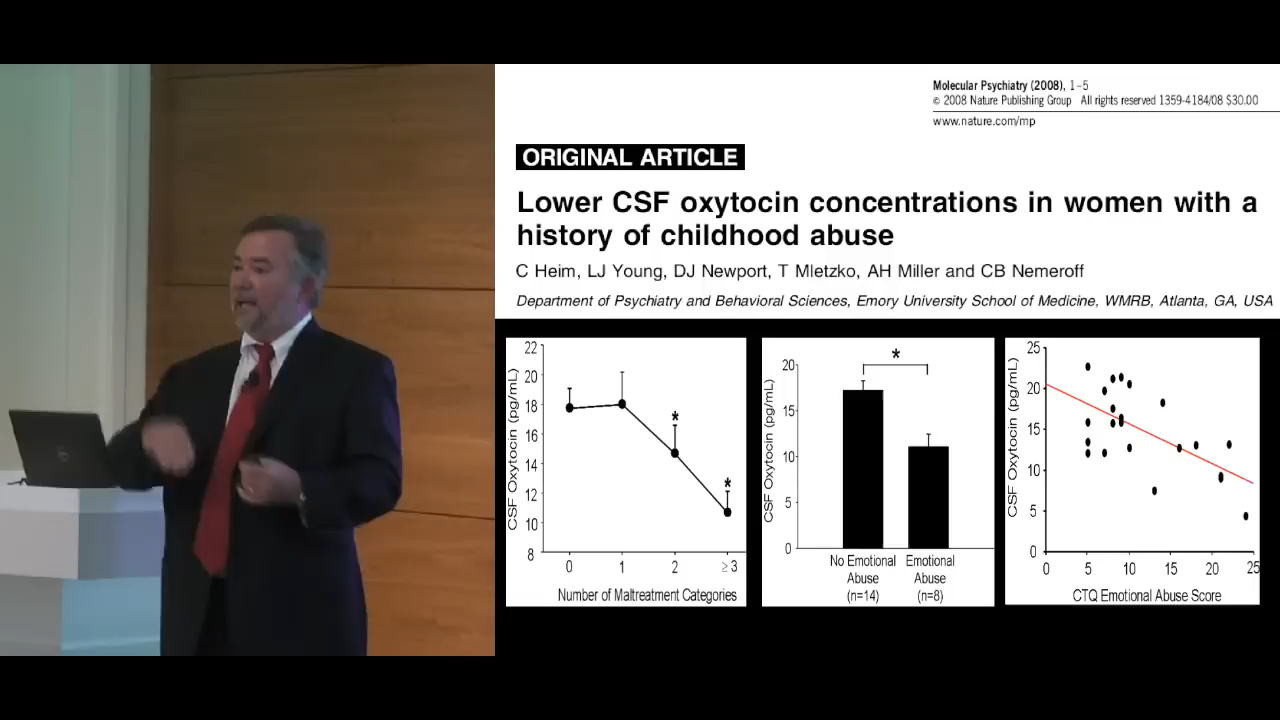 Molecular Psychiatry (2008), 1–5
© 2008 Nature Publishing Group All rights reserved 1359-4184/08 $30.00
www.nature.com/mp
ORIGINAL ARTICLE
Lower CSF oxytocin concentrations in women with a
history of childhood abuse
C Heim, LJ Young, DJ Newport, T Mletzko, AH Miller and CB Nemeroff
Department of Psychiatry and Behavioral Sciences, Emory University School of Medicine, WMRB, Atlanta, GA, USA
CSF Oxytocin (pg/mL)
22
20
18
16
14
12
10
8
*
*
0 1 2 ≥3
Number of Maltreatment Categories
CSF Oxytocin (pg/mL)
20
15
10
5
0
*
No Emotional
Abuse
(n=14)
Emotional
Abuse
(n=8)
CSF Oxytocin (pg/mL)
25
20
15
10
5
0
0 5 10 15 20 25
CTQ Emotional Abuse Score